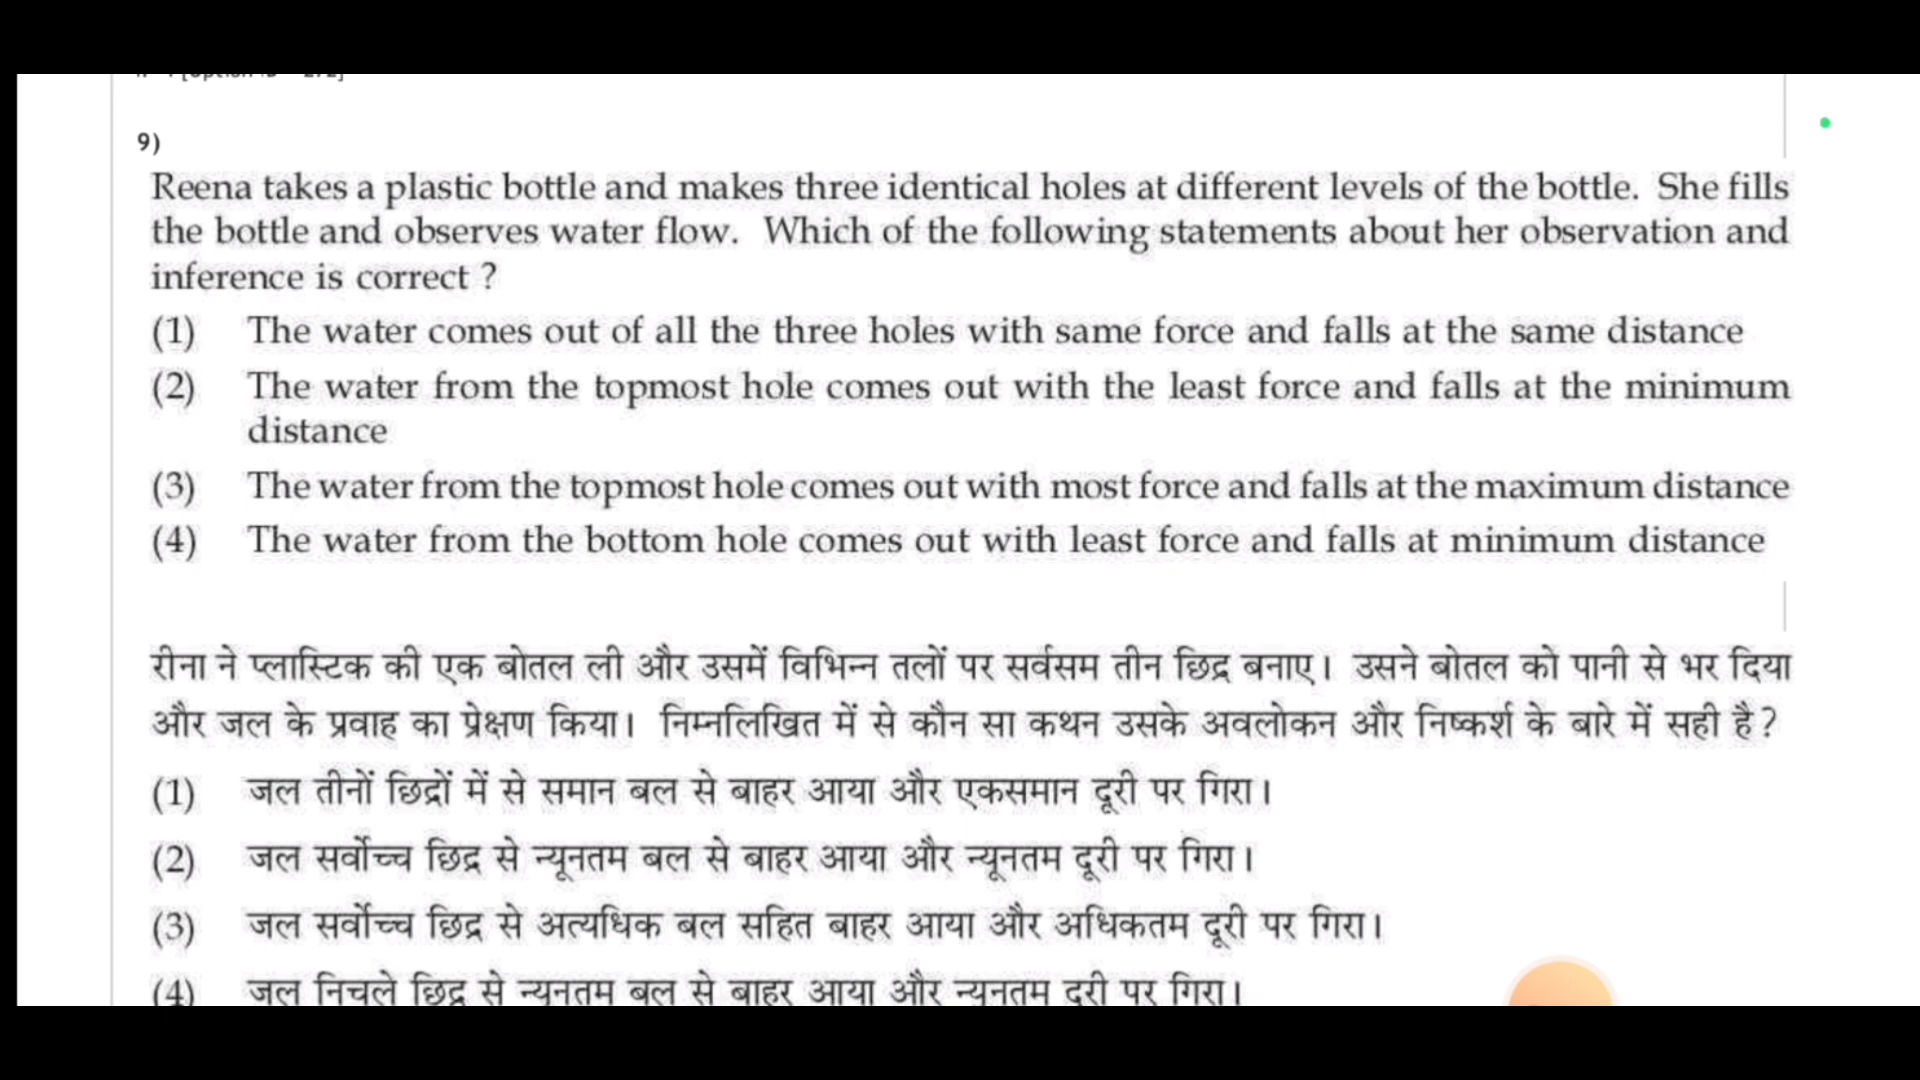 9)
Reena takes a plastic bottle and makes three identical holes at different levels of the bottle. She fills
the bottle and observes water flow. Which of the following statements about her observation and
inference is correct ?
(1) The water comes out of all the three holes with same force and falls at the same distance
(2) The water from the topmost hole comes out with the least force and falls at the minimum
distance
(3) The water from the topmost hole comes out with most force and falls at the maximum distance
(4) The water from the bottom hole comes out with least force and falls at minimum distance
रीना ने प्लास्टिक की एक बोतल ली और उसमें विभिन्न तलों पर सर्वसम तीन छिद्र बनाए। उसने बोतल को पानी से भर दिया
और जल के प्रवाह का प्रेक्षण किया। निम्नलिखित में से कौन सा कथन उसके अवलोकन और निष्कर्श के बारे में सही है?
(1) जल तीनों छिद्रों में से समान बल से बाहर आया और एकसमान दूरी पर गिरा।
(2) जल सर्वोच्च छिद्र से न्यूनतम बल से बाहर आया और न्यूनतम दूरी पर गिरा।
(3) जल सर्वोच्च छिद्र से अत्यधिक बल सहित बाहर आया और अधिकतम दूरी पर गिरा।
(4) जल निचले छिद्र से न्यूनतम बल से बाहर आया और न्यूनतम दूरी पर गिरा।